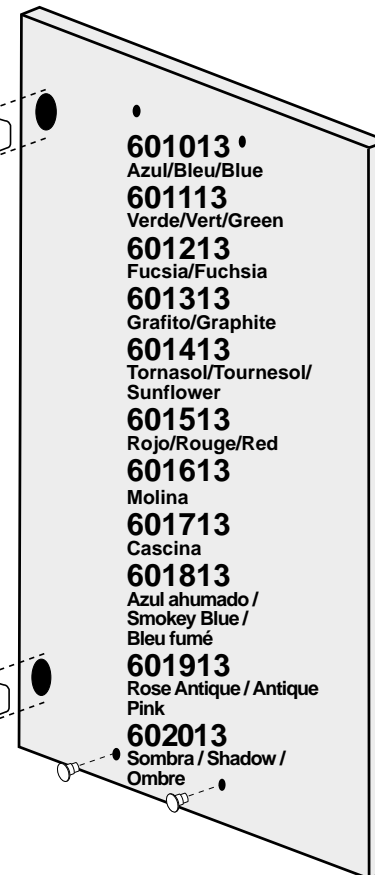 601013
Azul/Bleu/Blue
601113
Verde/Vert/Green
601213
Fucsia/Fuchsia
601313
Grafito/Graphite
601413
Tornasol/Tournesol/
Sunflower
601513
Rojo/Rouge/Red
601613
Molina
601713
Cascina
601813
Azul ahumado /
Smokey Blue /
Bleu fumé
601913
Rose Antique / Antique
Pink
602013
Sombra / Shadow /
Ombre